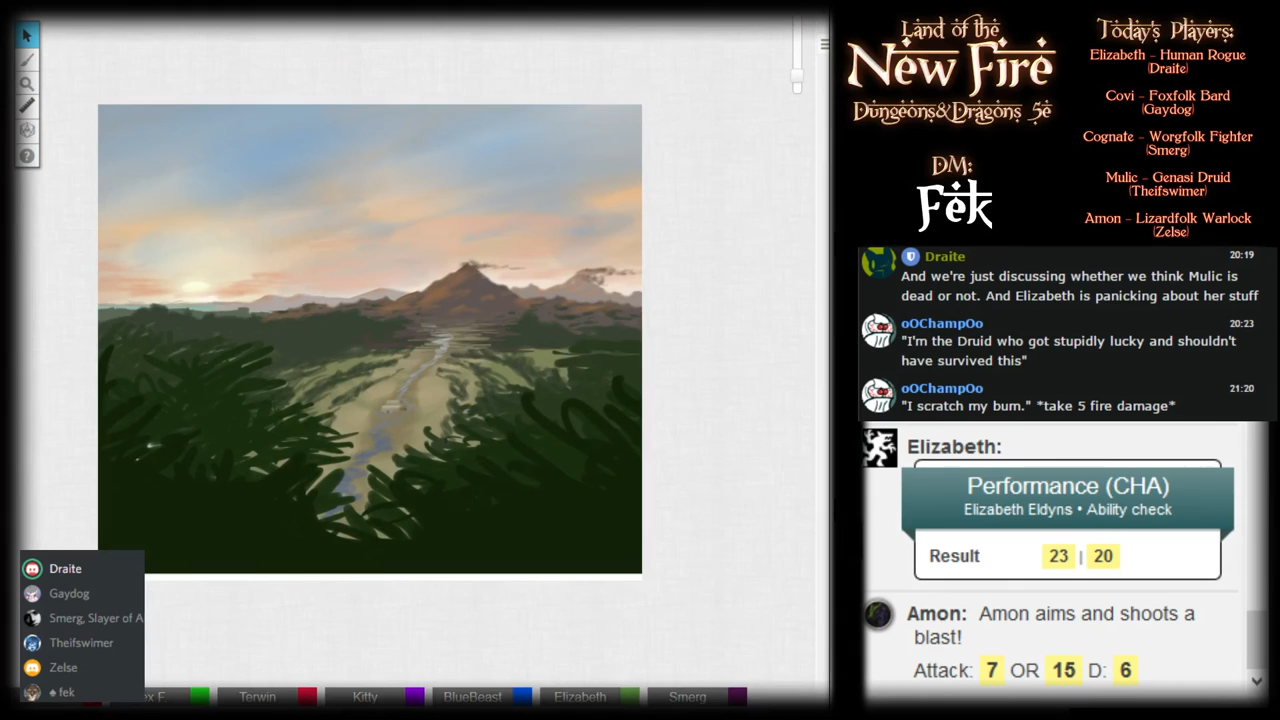 Land of the
New Fire
Dungeons&Dragons 5e
DM:
Fek
Today's Players:
Elizabeth - Human Rogue
(Draite)
Covi - Foxfolk Bard
(Gaydog)
Cognate - Worgfolk Fighter
(Smerg)
Mulic - Genasi Druid
(Theifswimer)
Amon - Lizardfolk Warlock
(Zelse)
Draite 20:19
And we're just discussing whether we think Mulic is
dead or not. And Elizabeth is panicking about her stuff
oOChampOo 20:23
"I'm the Druid who got stupidly lucky and shouldn't
have survived this"
oOChampOo 21:20
"I scratch my bum." *take 5 fire damage*
Elizabeth:
Performance (CHA)
Elizabeth Eldyns • Ability check
Result 23 | 20
Amon: Amon aims and shoots a
blast!
Attack: 7 OR 15 D: 6
Draite
Gaydog
Smerg, Slayer of A
Theifswimer
Zelse
♠ fek
ex F. Terwin Kitty BlueBeast Elizabeth Smerg